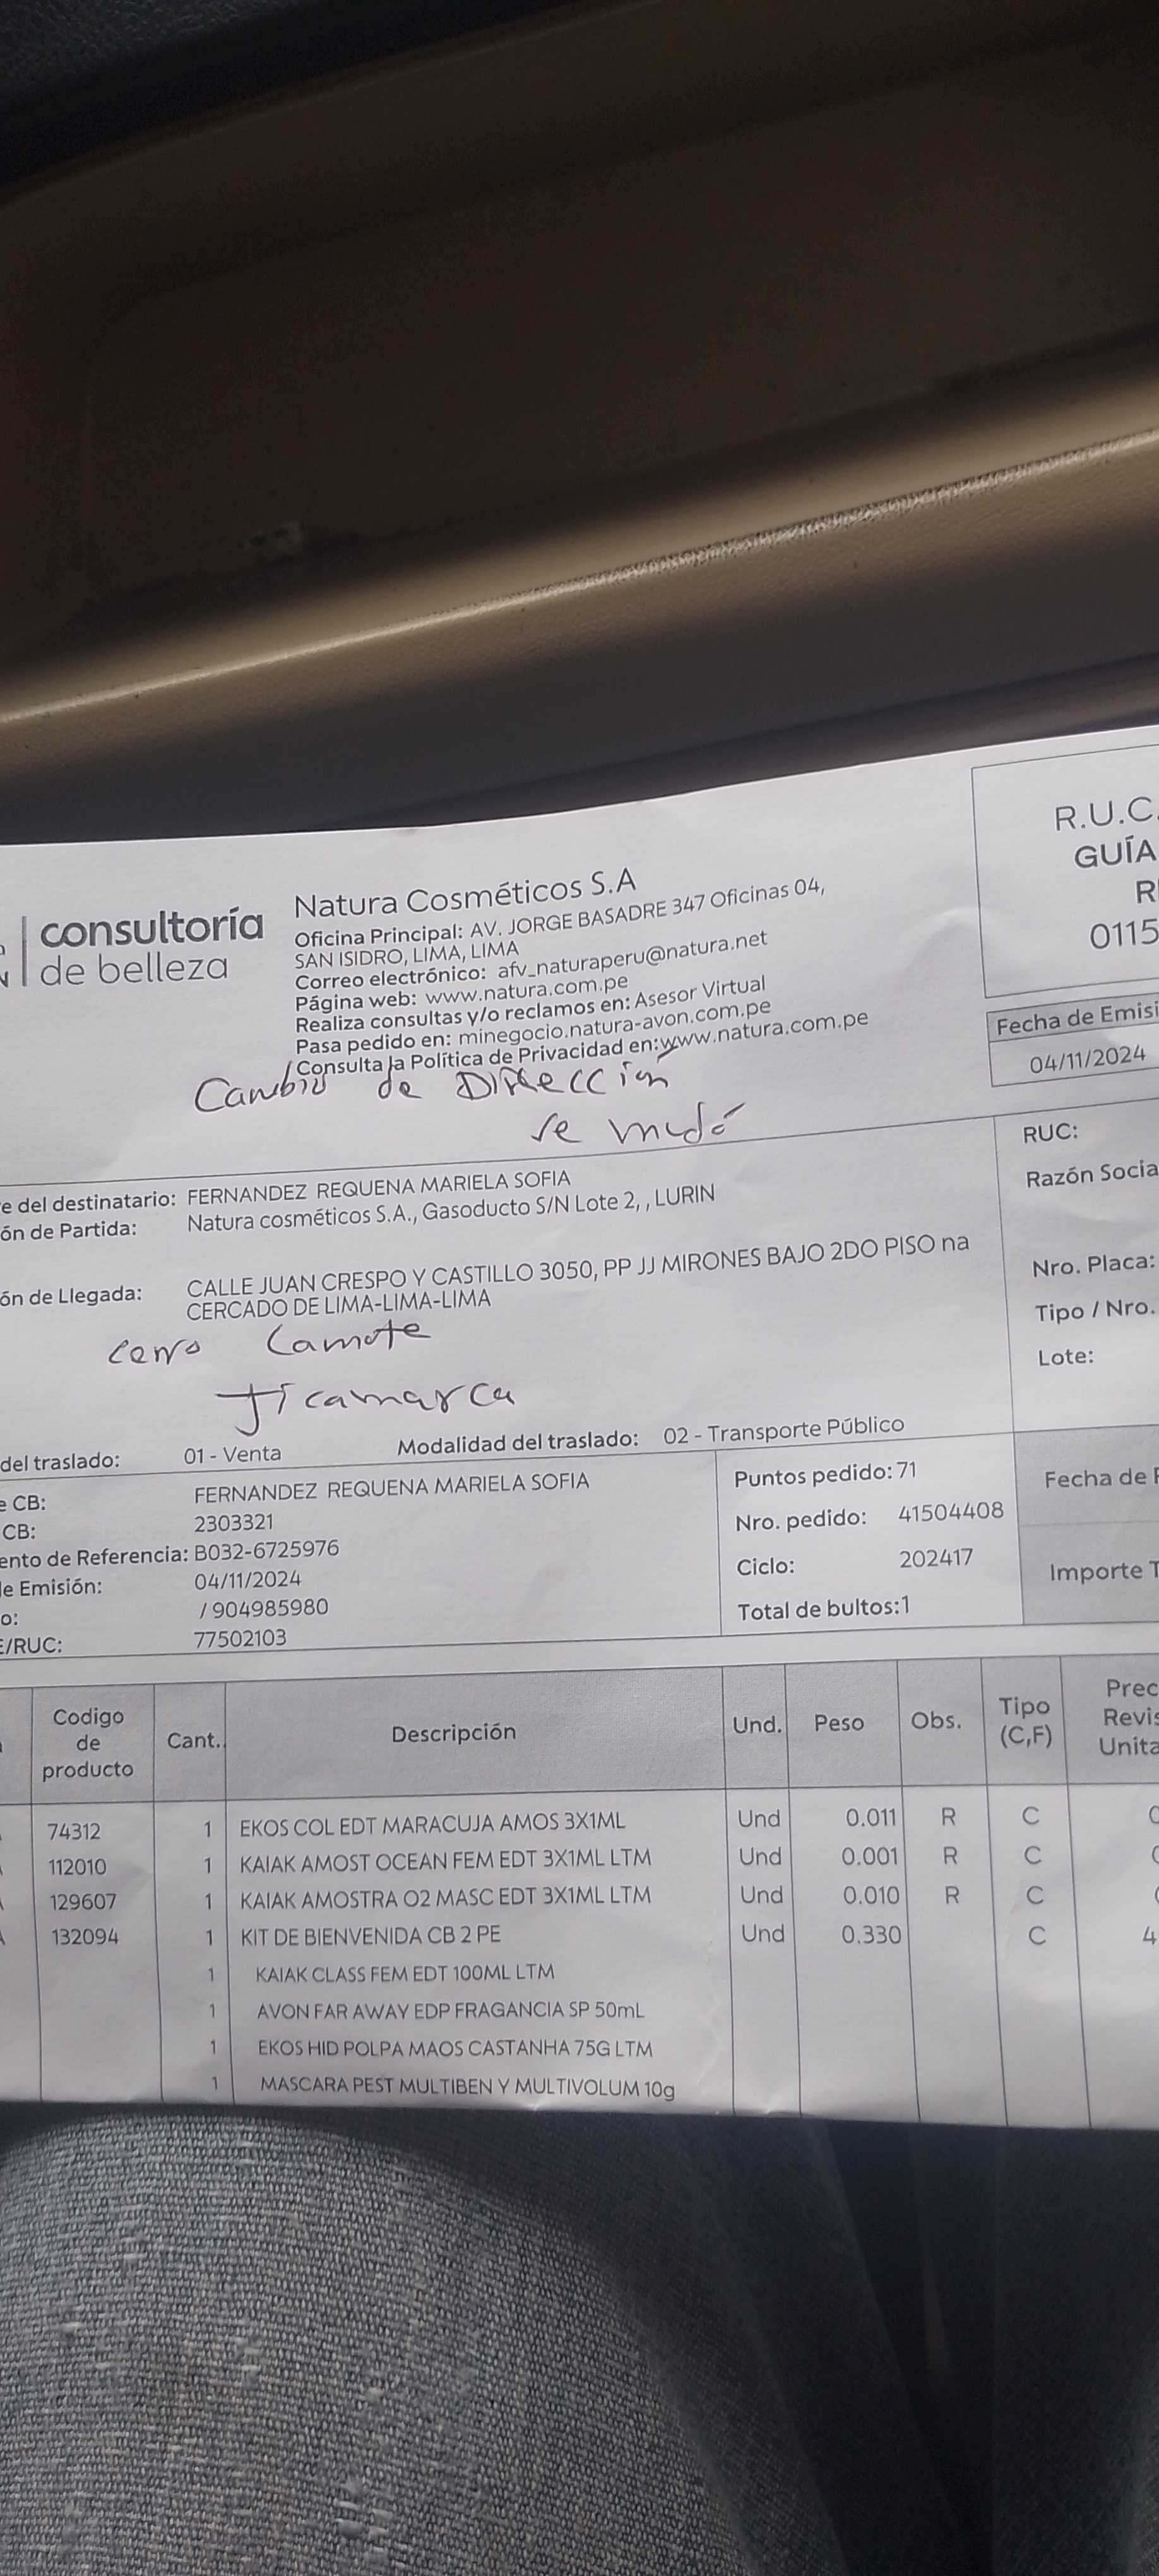 consultoría
de belleza
Natura Cosméticos S.A
Oficina Principal: AV. JORGE BASADRE 347 Oficinas 04,
SAN ISIDRO, LIMA, LIMA
Correo electrónico: afv_naturaperu@natura.net
Página web: www.natura.com.pe
Realiza consultas y/o reclamos en: Asesor Virtual
Pasa pedido en: minegocio.natura-avon.com.pe
Consulta la Política de Privacidad en:www.natura.com.pe
R.U.C.
GUÍA
R
0115
Fecha de Emisi
04/11/2024
Cambio de Direccion
se mudó
e del destinatario: FERNANDEZ REQUENA MARIELA SOFIA
ón de Partida: Natura cosméticos S.A., Gasoducto S/N Lote 2, , LURIN
ón de Llegada: CALLE JUAN CRESPO Y CASTILLO 3050, PP JJ MIRONES BAJO 2DO PISO na
CERCADO DE LIMA-LIMA-LIMA
RUC:
Razón Socia
Nro. Placa:
Tipo / Nro.
Lote:
cerro Camote
Jicamarca
del traslado: 01 - Venta Modalidad del traslado: 02 - Transporte Público
e CB: FERNANDEZ REQUENA MARIELA SOFIA
CB: 2303321
ento de Referencia: B032-6725976
e Emisión: 04/11/2024
o: / 904985980
E/RUC: 77502103
Puntos pedido: 71
Nro. pedido: 41504408
Ciclo: 202417
Total de bultos:1
Fecha de
Importe T
Codigo de producto Cant. Descripción Und. Peso Obs. Tipo (C,F) Prec Revis Unita
74312 1 EKOS COL EDT MARACUJA AMOS 3X1ML Und 0.011 R C 0
112010 1 KAIAK AMOST OCEAN FEM EDT 3X1ML LTM Und 0.001 R C 0
129607 1 KAIAK AMOSTRA O2 MASC EDT 3X1ML LTM Und 0.010 R C 0
132094 1 KIT DE BIENVENIDA CB 2 PE Und 0.330 C 4
1 KAIAK CLASS FEM EDT 100ML LTM
1 AVON FAR AWAY EDP FRAGANCIA SP 50mL
1 EKOS HID POLPA MAOS CASTANHA 75G LTM
1 MASCARA PEST MULTIBEN Y MULTIVOLUM 10g